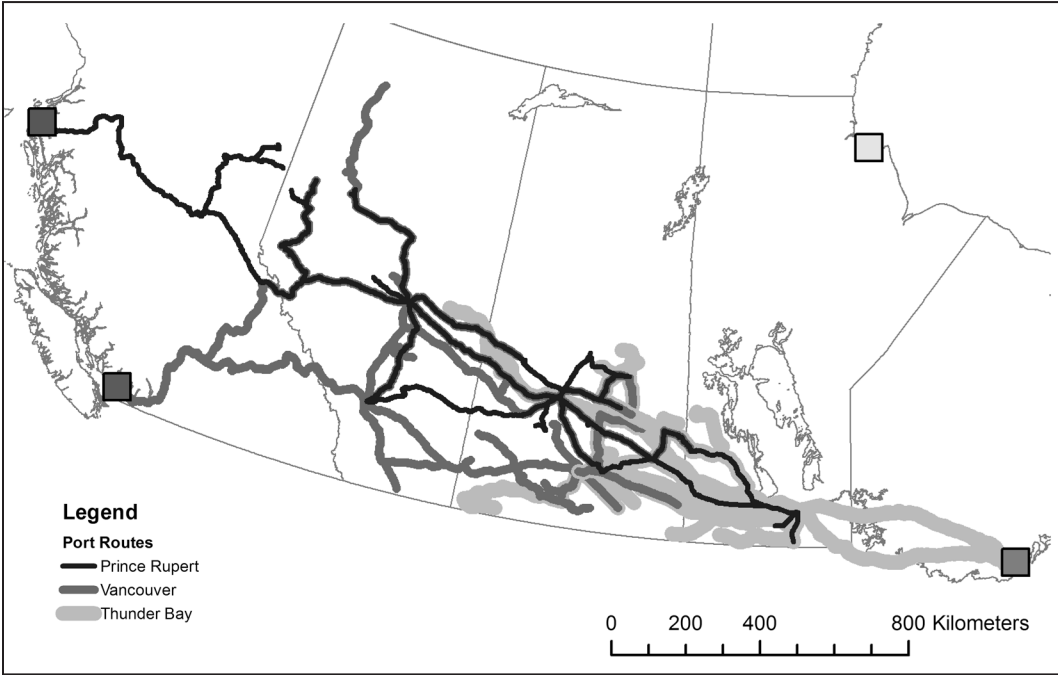 Legend
Port Routes
Prince Rupert
Vancouver
Thunder Bay
0 200 400 800 Kilometers